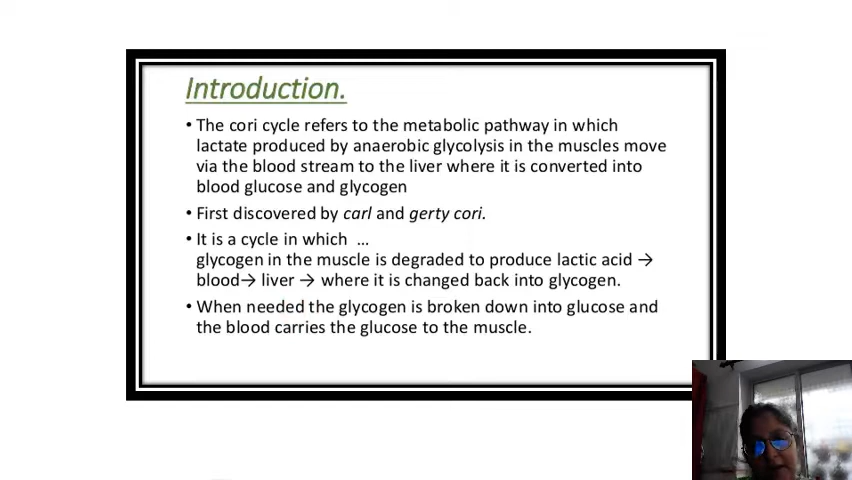 Introduction.
• The cori cycle refers to the metabolic pathway in which
lactate produced by anaerobic glycolysis in the muscles move
via the blood stream to the liver where it is converted into
blood glucose and glycogen
• First discovered by carl and gerty cori.
• It is a cycle in which ...
glycogen in the muscle is degraded to produce lactic acid →
blood→ liver → where it is changed back into glycogen.
• When needed the glycogen is broken down into glucose and
the blood carries the glucose to the muscle.